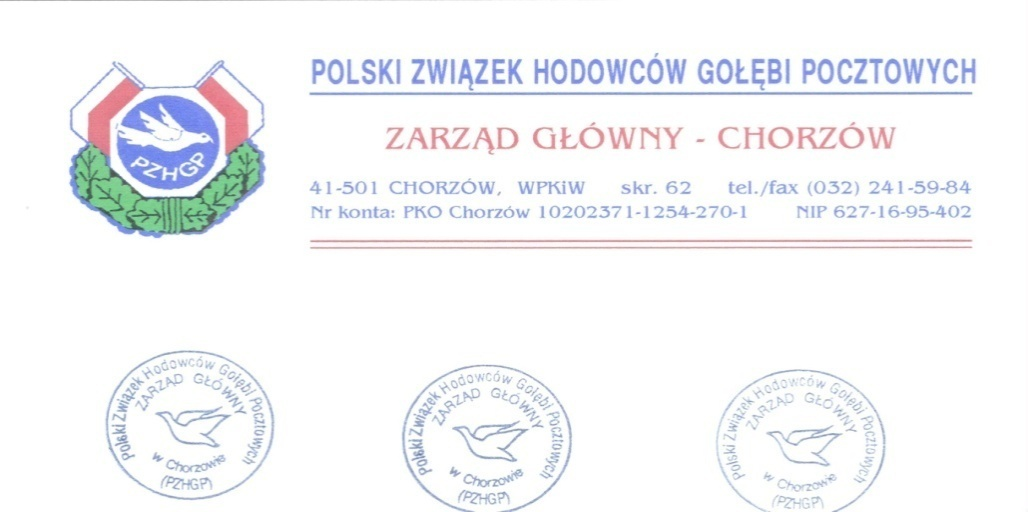 POLSKI ZWIĄZEK HODOWCÓW GOŁĘBI POCZTOWYCH
PZHGP
ZARZĄD GŁÓWNY - CHORZÓW
41-501 CHORZÓW, WPKiW skr. 62 tel./fax (032) 241-59-84
Nr konta: PKO Chorzów 10202371-1254-270-1 NIP 627-16-95-402
Polski Związek Hodowców Gołębi Pocztowych
ZARZĄD GŁÓWNY
w Chorzowie
(PZHGP)
Polski Związek Hodowców Gołębi Pocztowych
ZARZĄD GŁÓWNY
w Chorzowie
(PZHGP)
Polski Związek Hodowców Gołębi Pocztowych
ZARZĄD GŁÓWNY
w Chorzowie
(PZHGP)